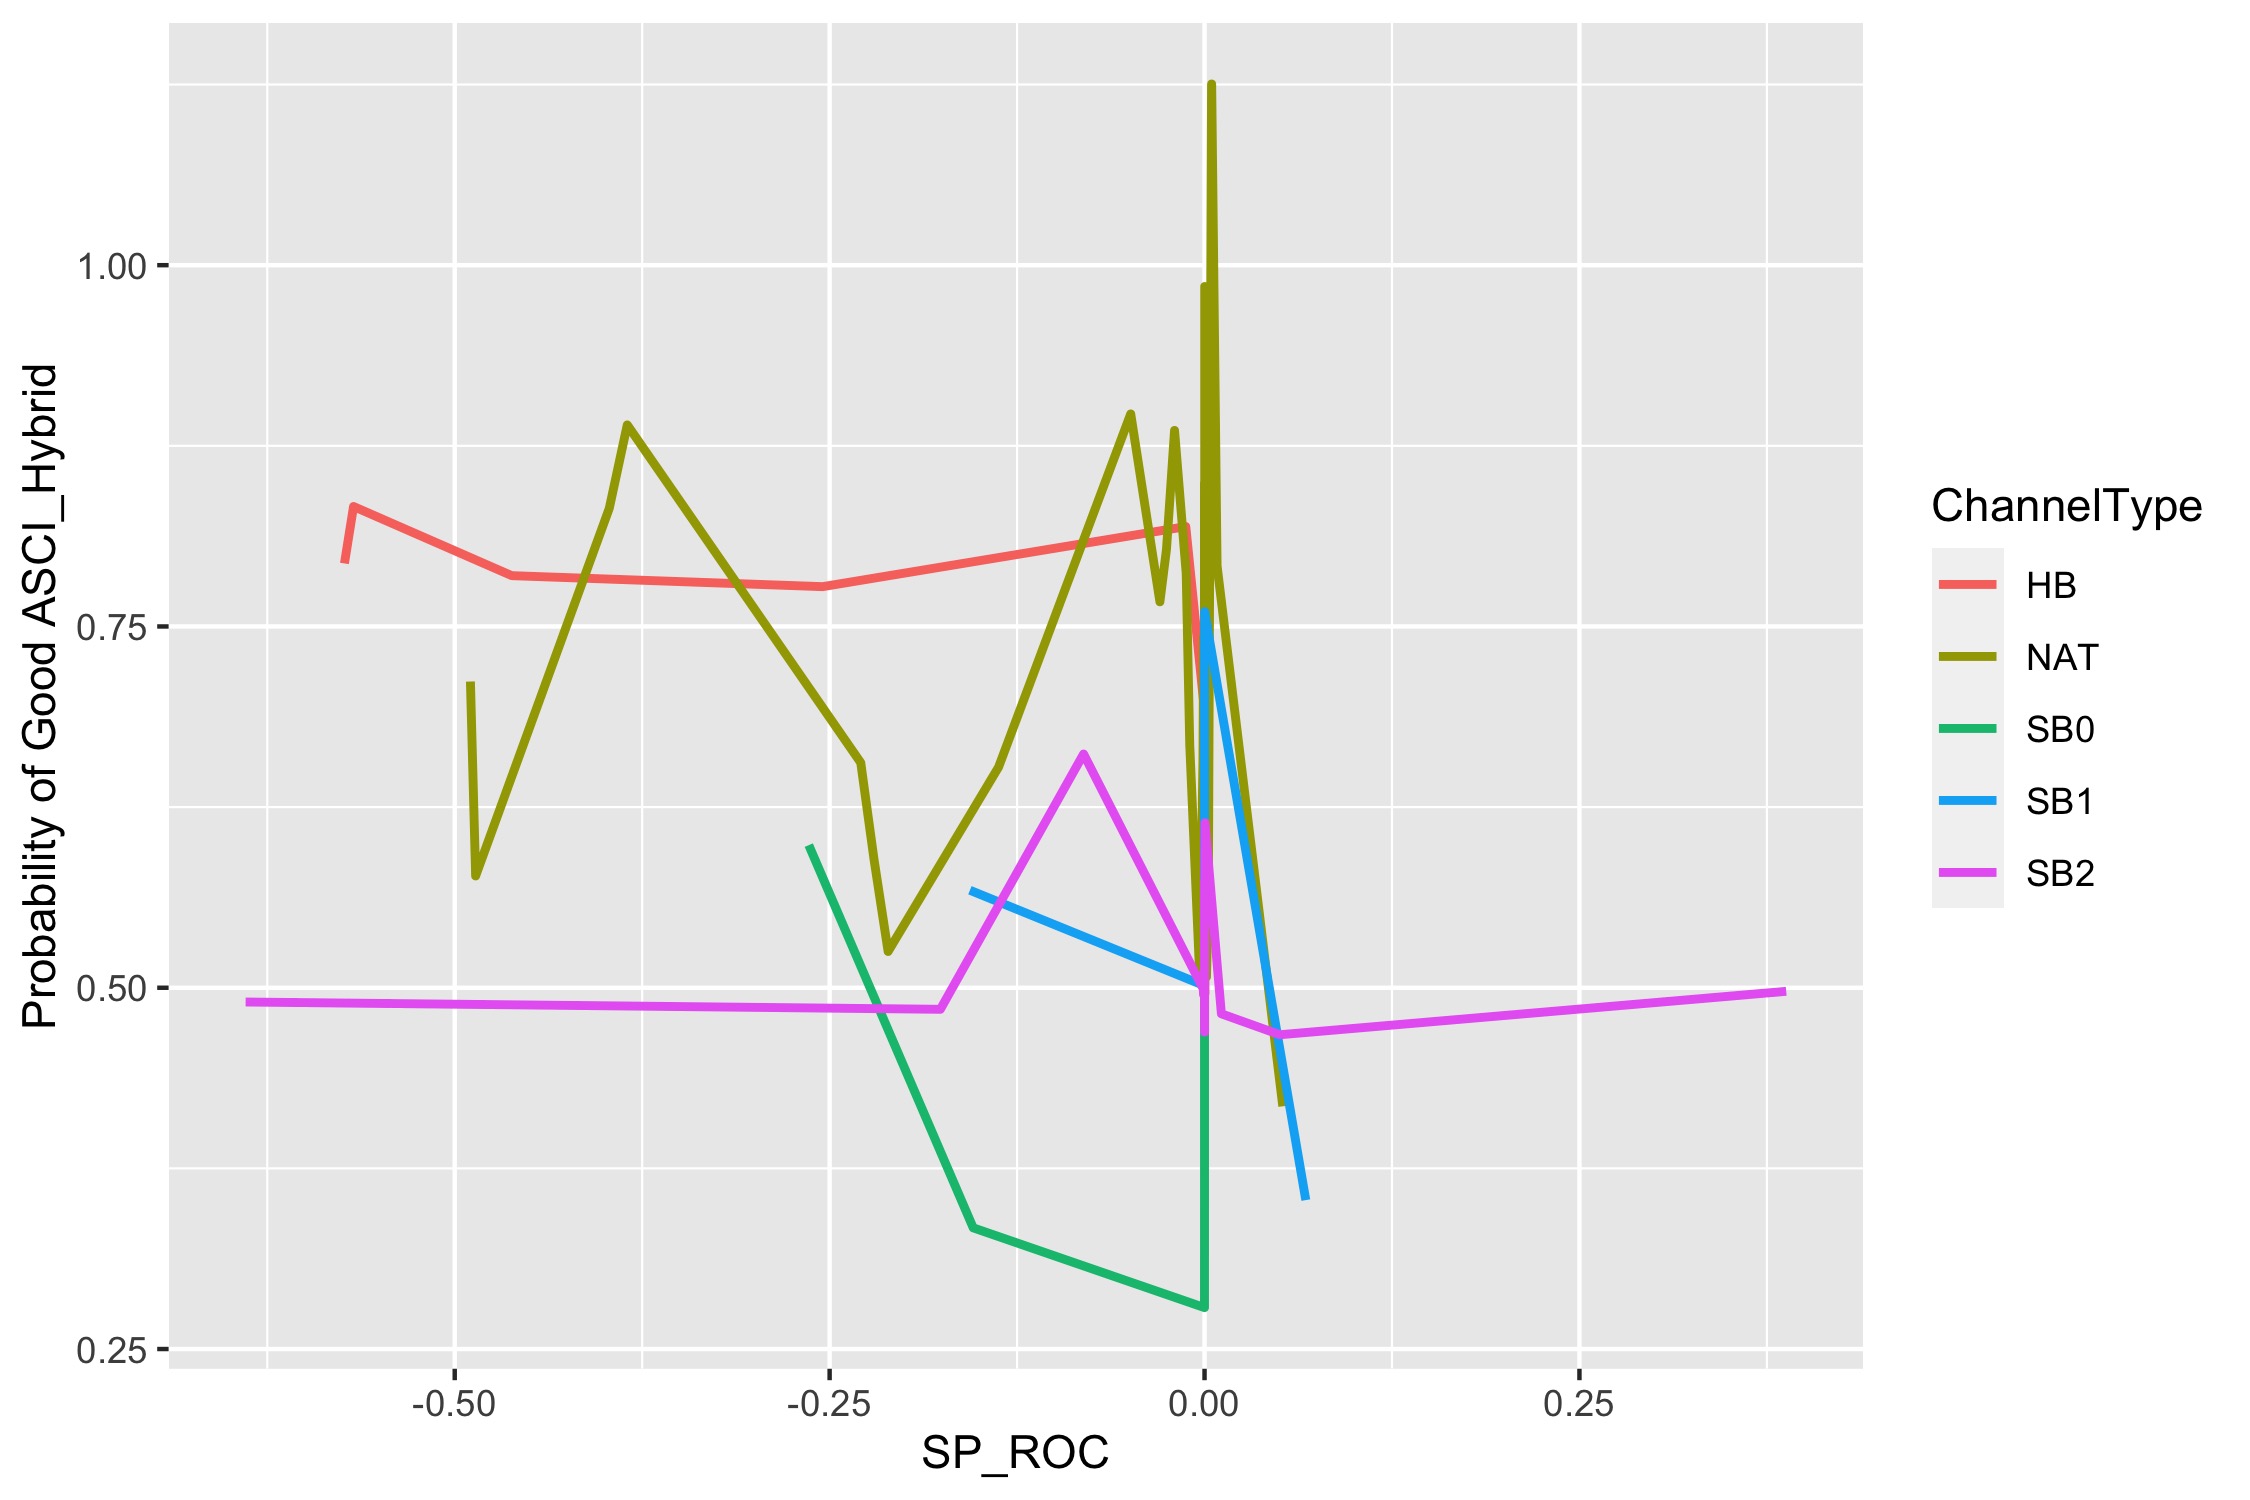 Probability of Good ASCI_Hybrid
1.00
0.75
0.50
0.25
-0.50
-0.25
0.00
0.25
SP_ROC
ChannelType
HB
NAT
SB0
SB1
SB2